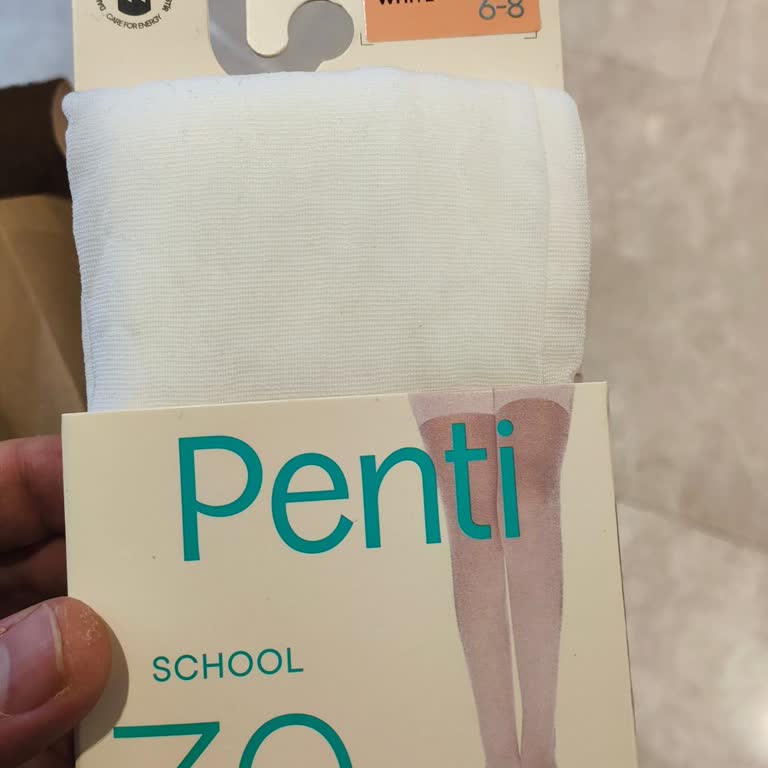 CARE FOR ENERGY
WHITE
6-8
Penti
SCHOOL